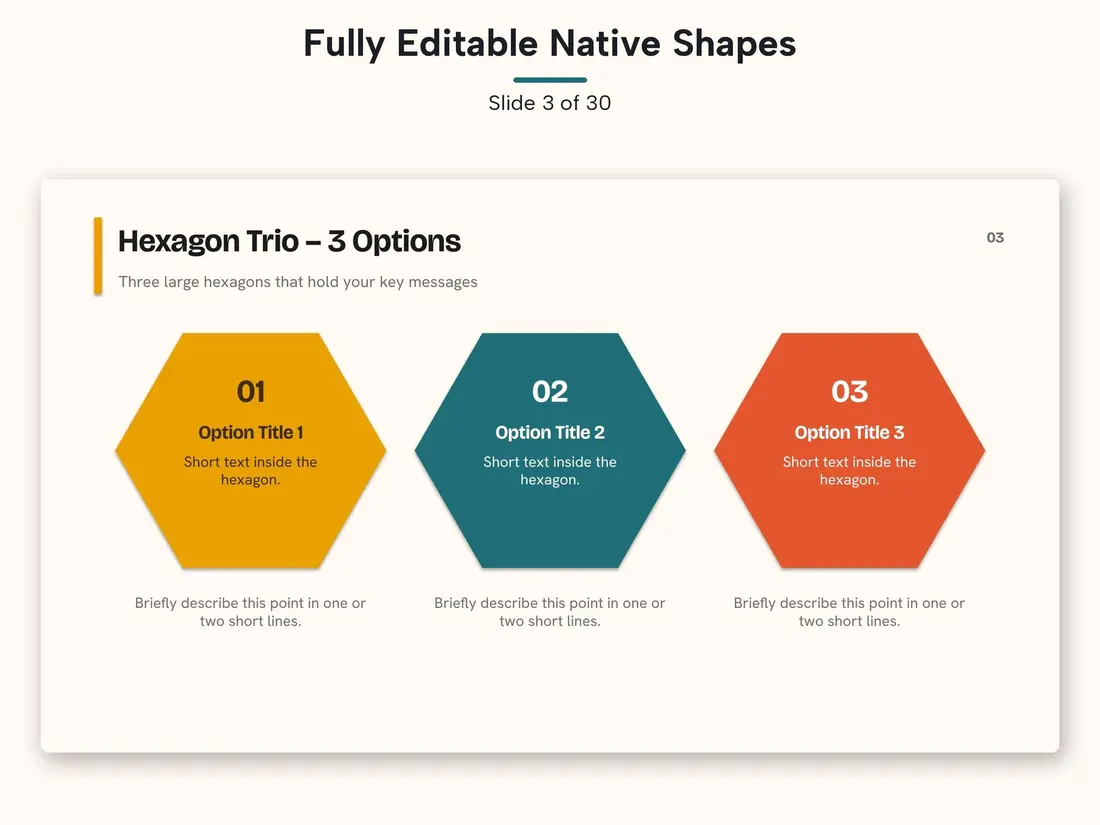 Fully Editable Native Shapes
Slide 3 of 30
Hexagon Trio – 3 Options
03
Three large hexagons that hold your key messages
01
Option Title 1
Short text inside the
hexagon.
02
Option Title 2
Short text inside the
hexagon.
03
Option Title 3
Short text inside the
hexagon.
Briefly describe this point in one or
two short lines.
Briefly describe this point in one or
two short lines.
Briefly describe this point in one or
two short lines.